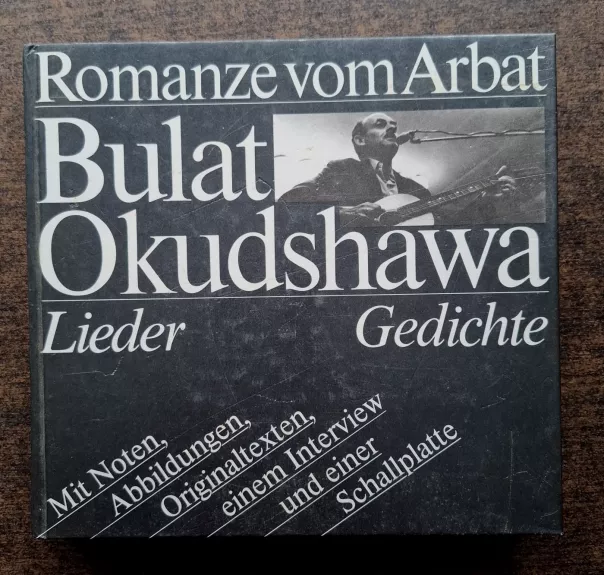 Romanze vom Arbat
Bulat
Okudshawa
Lieder Gedichte
Mit Noten,
Abbildungen,
Originaltexten,
einem Interview
und einer
Schallplatte